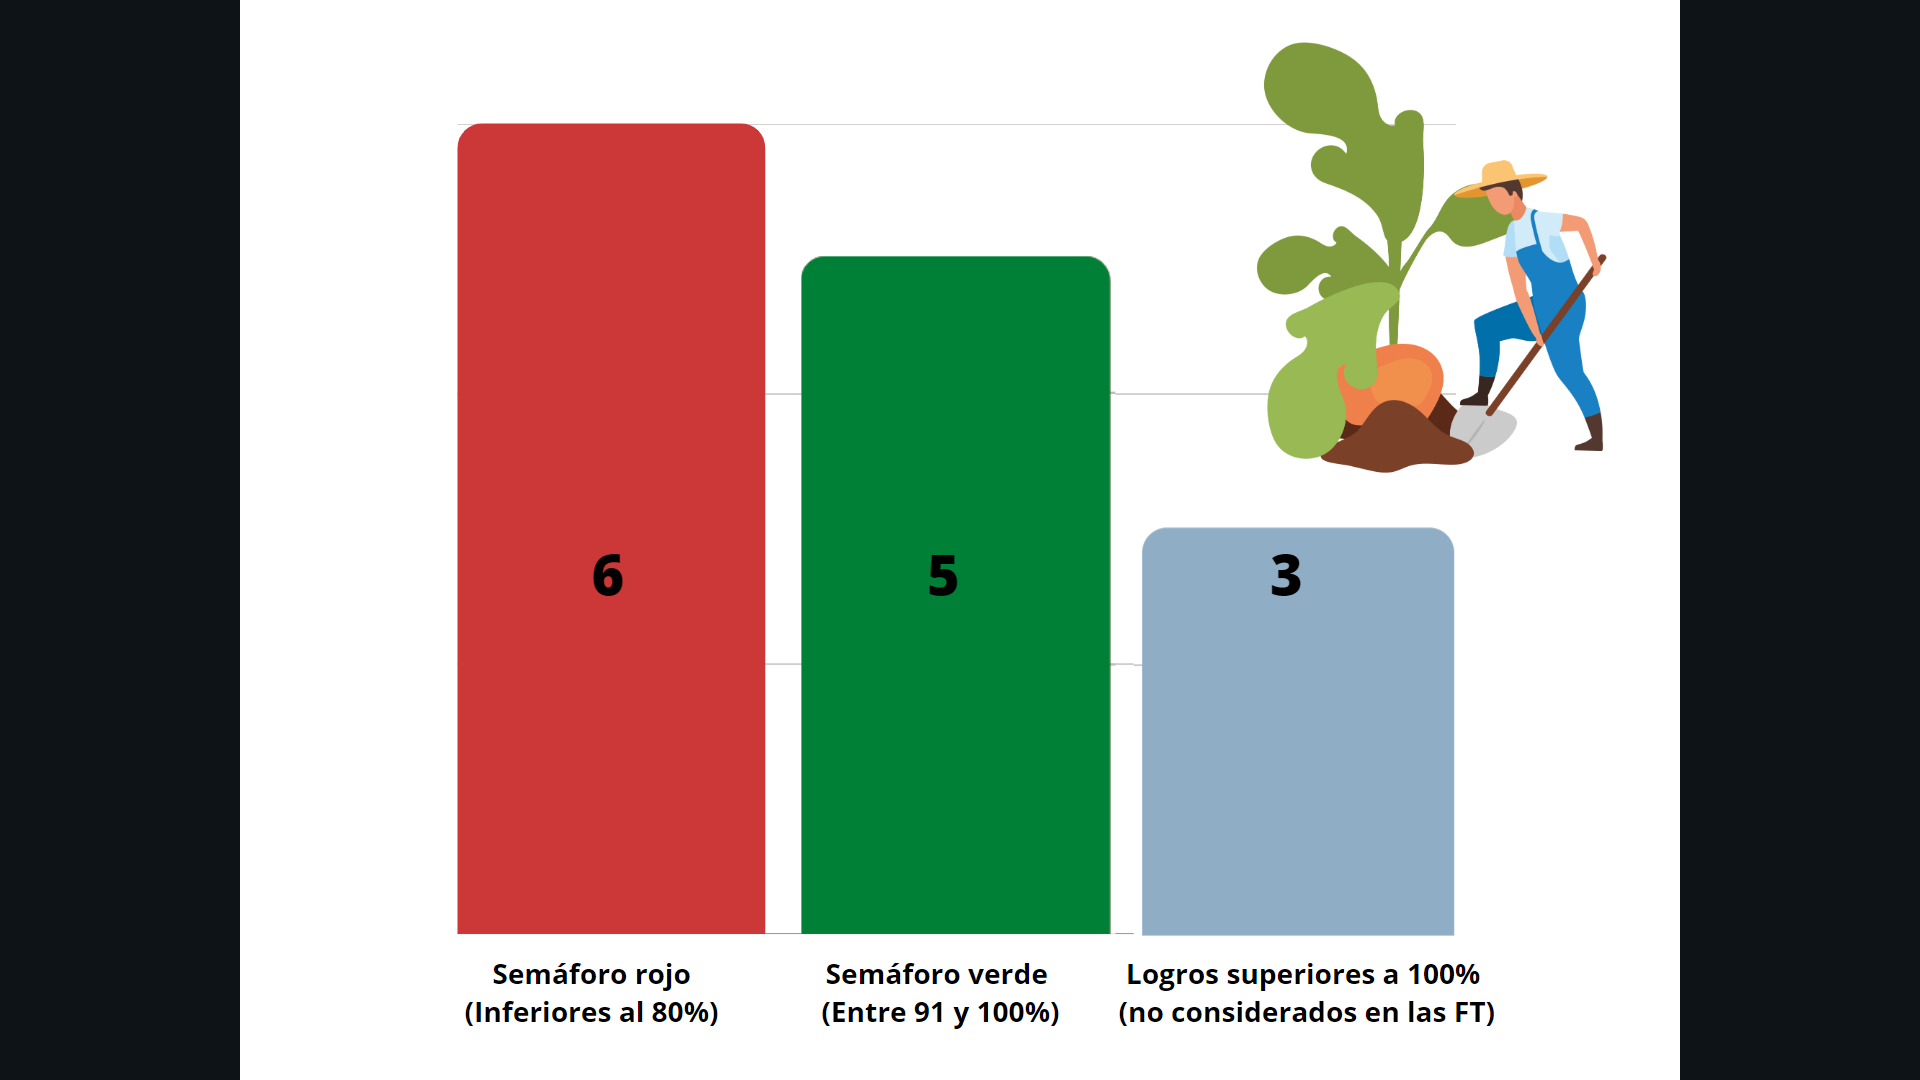 6
5
3
Semáforo rojo
(Inferiores al 80%)
Semáforo verde
(Entre 91 y 100%)
Logros superiores a 100%
(no considerados en las FT)